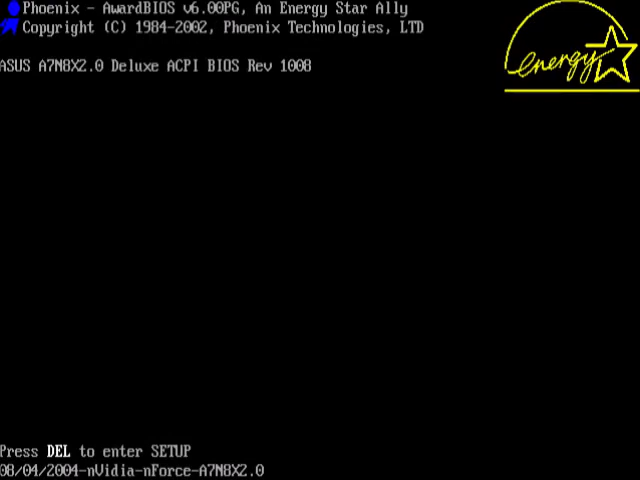 Phoenix - AwardBIOS v6.00PG, An Energy Star Ally
Copyright (C) 1984-2002, Phoenix Technologies, LTD
energy
ASUS A7N8X2.0 Deluxe ACPI BIOS Rev 1008
Press DEL to enter SETUP
08/04/2004-nVidia-nForce-A7N8X2.0